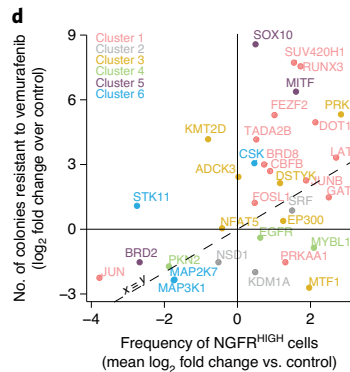 d
Cluster 1
Cluster 2
Cluster 3
Cluster 4
Cluster 5
Cluster 6
No. of colonies resistant to vemurafenib
(log₂ fold change over control)
9
6
3
0
−3
SOX10
SUV420H1
RUNX3
MITF
FEZF2
PRK
DOT1
KMT2D
TADA2B
LAT
CSK
BRD8
CBFB
ADCK3
DSTYK
JUNB
STK11
FOSL1
GAT
SRF
NFAT5
EP300
EGFR
MYBL1
BRD2
PKN2
NSD1
PRKAA1
JUN
MAP2K7
KDM1A
MTF1
MAP3K1
x = y
−4
−2
0
2
Frequency of NGFRᴴᴵᴳᴴ cells
(mean log₂ fold change vs. control)